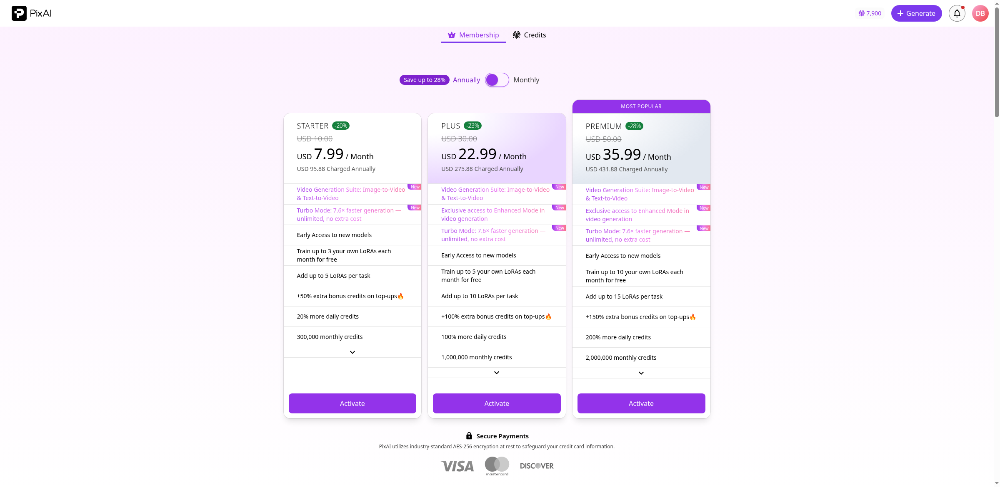 PixAI
7,900
Generate
DB
Membership
Credits
Save up to 28%
Annually
Monthly
STARTER -20%
USD 10.00
USD 7.99 / Month
USD 95.88 Charged Annually
Video Generation Suite: Image-to-Video
& Text-to-Video
New
Turbo Mode: 7.6× faster generation —
unlimited, no extra cost
New
Early Access to new models
Train up to 3 your own LoRAs each
month for free
Add up to 5 LoRAs per task
+50% extra bonus credits on top-ups🔥
20% more daily credits
300,000 monthly credits
Activate
PLUS -23%
USD 30.00
USD 22.99 / Month
USD 275.88 Charged Annually
Video Generation Suite: Image-to-Video
& Text-to-Video
New
Exclusive access to Enhanced Mode in
video generation
New
Turbo Mode: 7.6× faster generation —
unlimited, no extra cost
New
Early Access to new models
Train up to 5 your own LoRAs each
month for free
Add up to 10 LoRAs per task
+100% extra bonus credits on top-ups🔥
100% more daily credits
1,000,000 monthly credits
Activate
MOST POPULAR
PREMIUM -28%
USD 50.00
USD 35.99 / Month
USD 431.88 Charged Annually
Video Generation Suite: Image-to-Video
& Text-to-Video
New
Exclusive access to Enhanced Mode in
video generation
New
Turbo Mode: 7.6× faster generation —
unlimited, no extra cost
New
Early Access to new models
Train up to 10 your own LoRAs each
month for free
Add up to 15 LoRAs per task
+150% extra bonus credits on top-ups🔥
200% more daily credits
2,000,000 monthly credits
Activate
Secure Payments
PixAI utilizes industry-standard AES-256 encryption at rest to safeguard your credit card information.
VISA
mastercard
DISCOVER